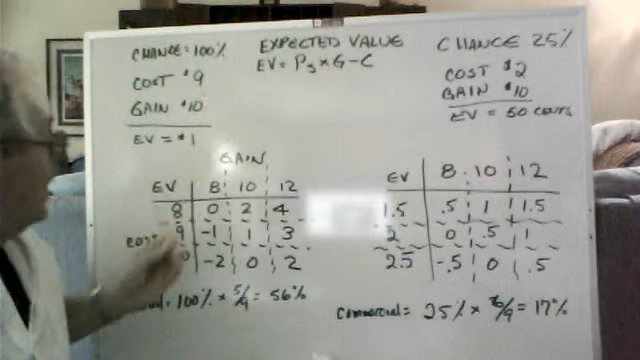 CHANCE = 100%
COST $9
GAIN $10
EV = $1
EXPECTED VALUE
EV = Ps × G - C
CHANCE 25%
COST $2
GAIN $10
EV = 50 cents
GAIN
EV 8 10 12
8 0 2 4
9 -1 1 3
-2 0 2
= 100% × 5/9 = 56%
EV 8 10 12
1.5 .5 1 1.5
2 0 .5 1
2.5 -.5 0 .5
Commercial = 25% × 6/9 = 17%